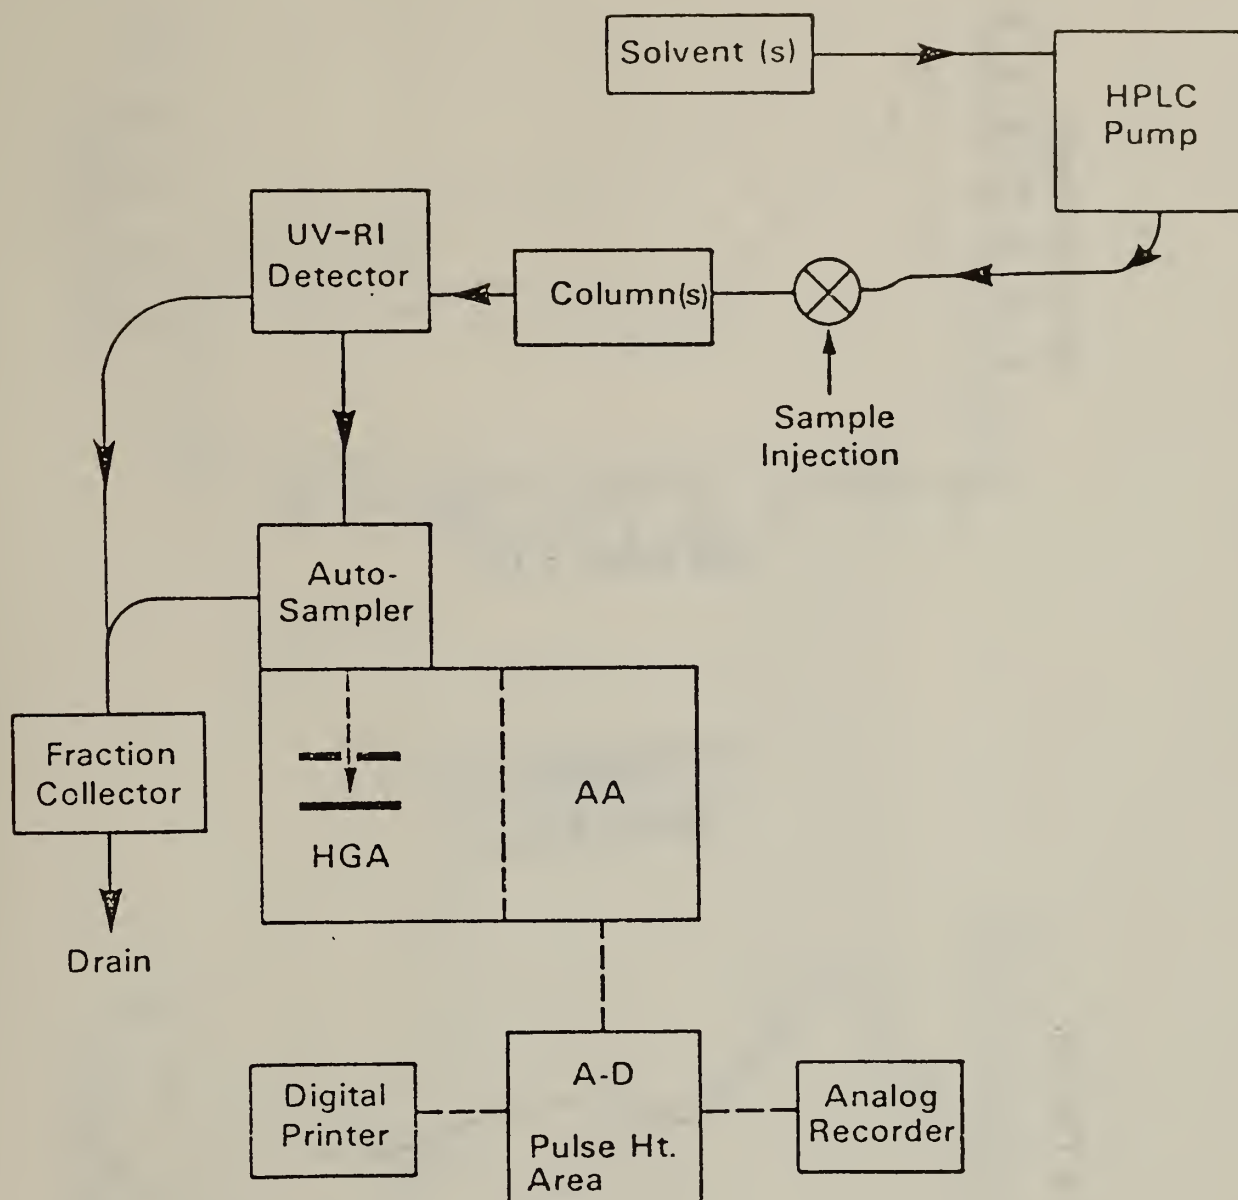 Solvent (s)
HPLC
Pump
UV-RI
Detector
Column(s)
Sample
Injection
Auto-
Sampler
Fraction
Collector
HGA
AA
Drain
Digital
Printer
A-D
Pulse Ht.
Area
Analog
Recorder